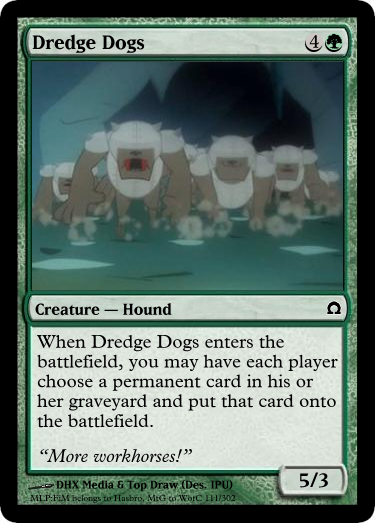 Dredge Dogs 4
Creature — Hound
When Dredge Dogs enters the
battlefield, you may have each player
choose a permanent card in his or
her graveyard and put that card onto
the battlefield.
“More workhorses!”
5/3
DHX Media & Top Draw (Des. IPU)
MLP:FiM belongs to Hasbro, MtG to WotC 111/302